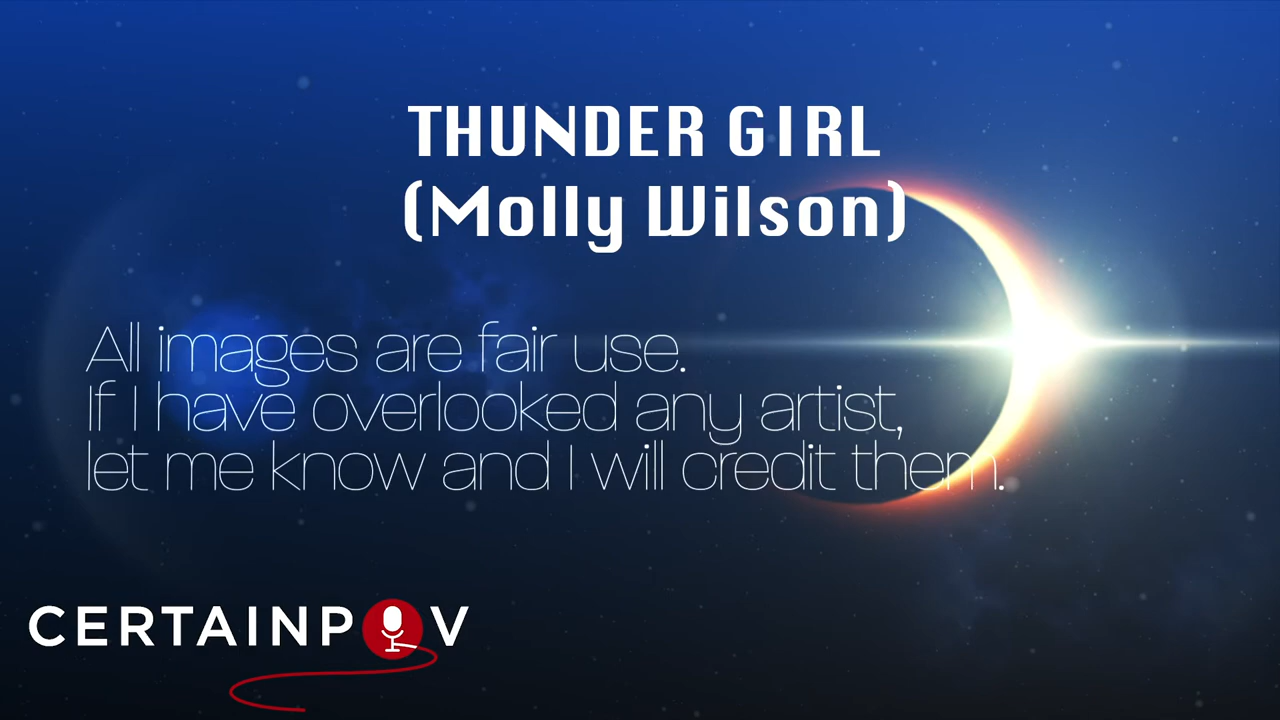 THUNDER GIRL
(Molly Wilson)
All images are fair use.
If I have overlooked any artist,
let me know and I will credit them.
CERTAINPOV